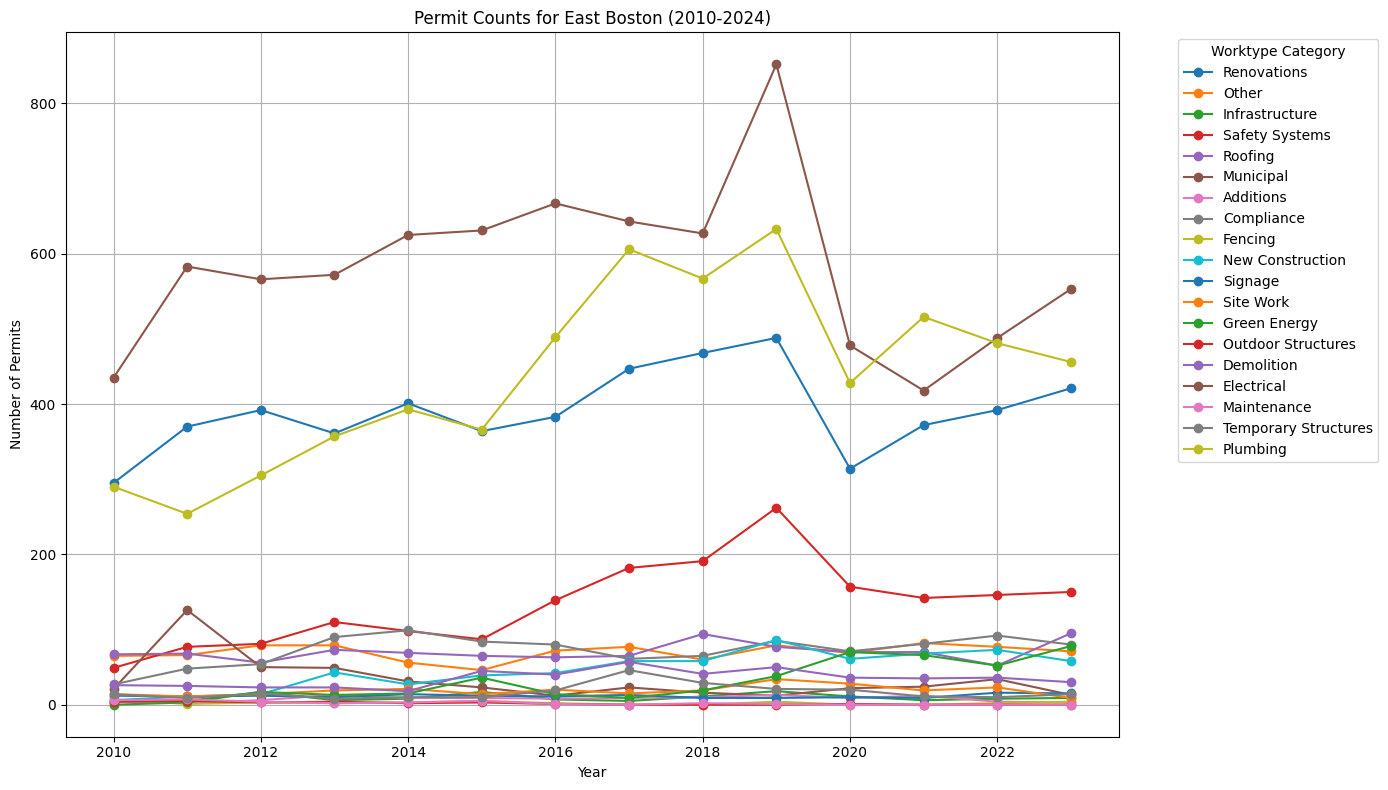 Permit Counts for East Boston (2010-2024)
Number of Permits
800
600
400
200
0
2010
2012
2014
2016
2018
2020
2022
Year
Worktype Category
Renovations
Other
Infrastructure
Safety Systems
Roofing
Municipal
Additions
Compliance
Fencing
New Construction
Signage
Site Work
Green Energy
Outdoor Structures
Demolition
Electrical
Maintenance
Temporary Structures
Plumbing